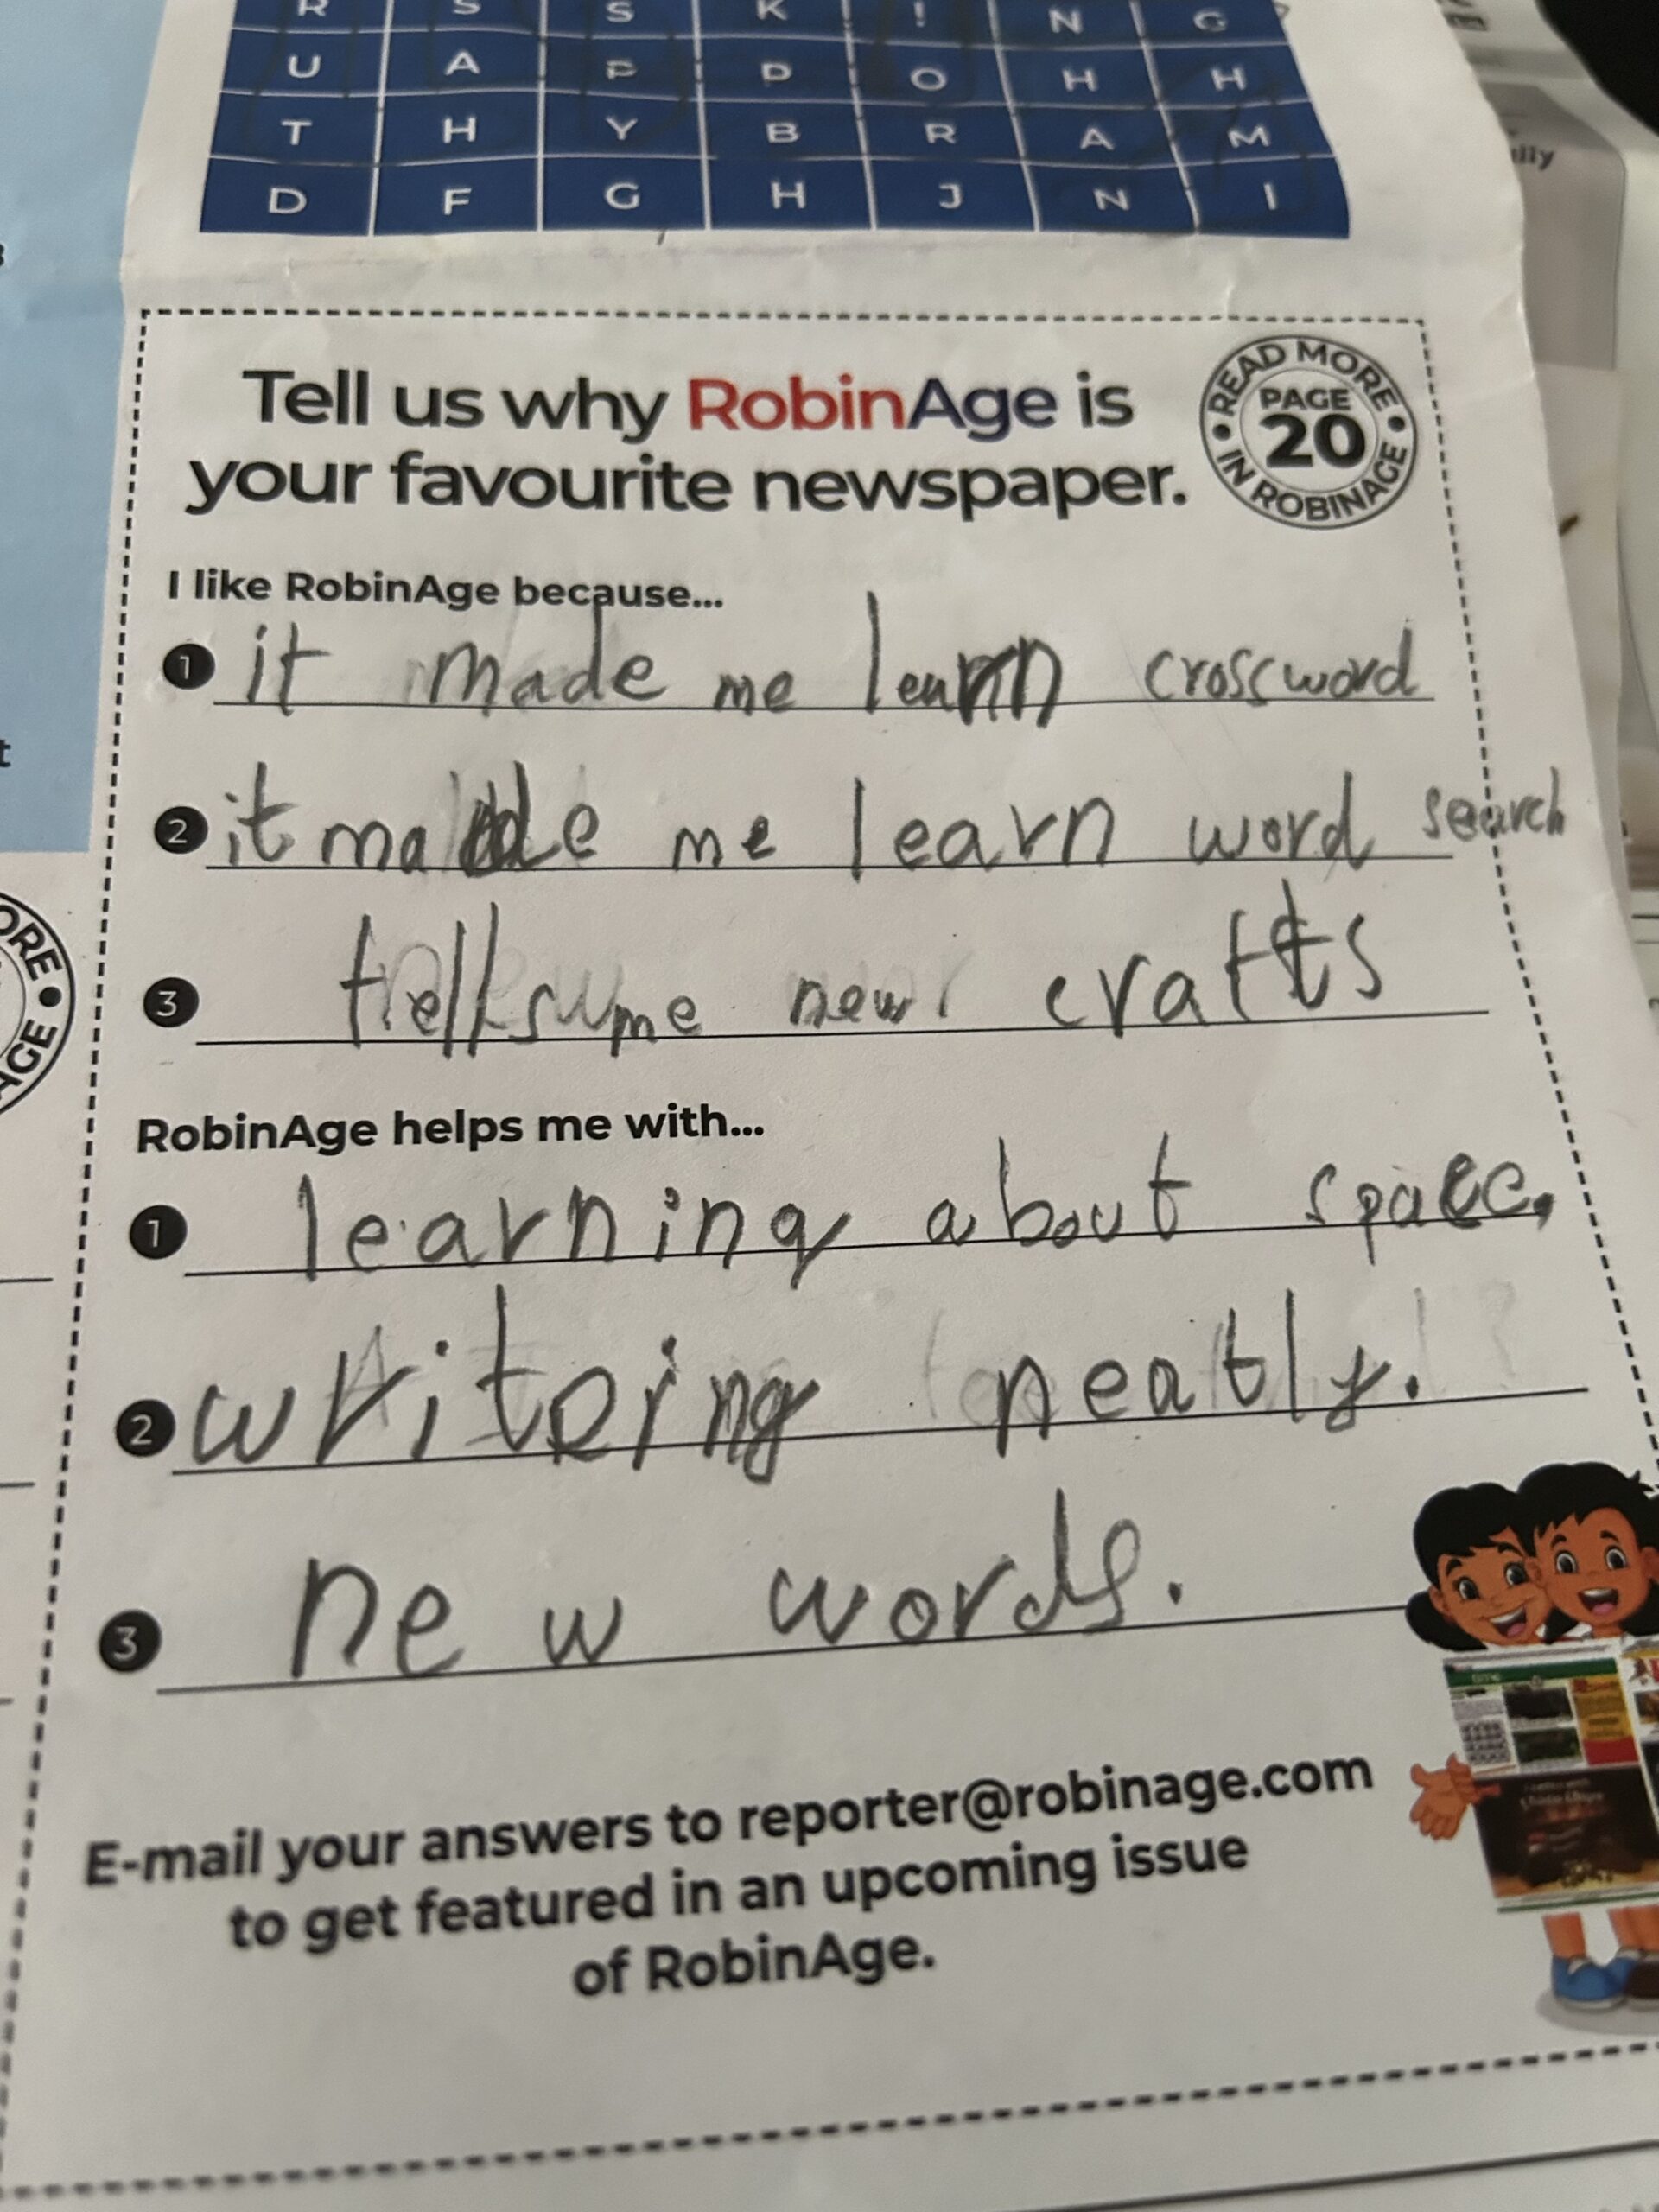 R S S K ! N G
U A P D O H H
T H Y B R A M
D F G H J N I
ally
Tell us why RobinAge is
your favourite newspaper.
READ MORE
PAGE
20
IN ROBINAGE
I like RobinAge because...
1 it made me learn crossword
2 it made me learn word search
3 tells me new crafts
RobinAge helps me with...
1 learning about space.
2 writeing neatly.
3 new words.
E-mail your answers to reporter@robinage.com
to get featured in an upcoming issue
of RobinAge.